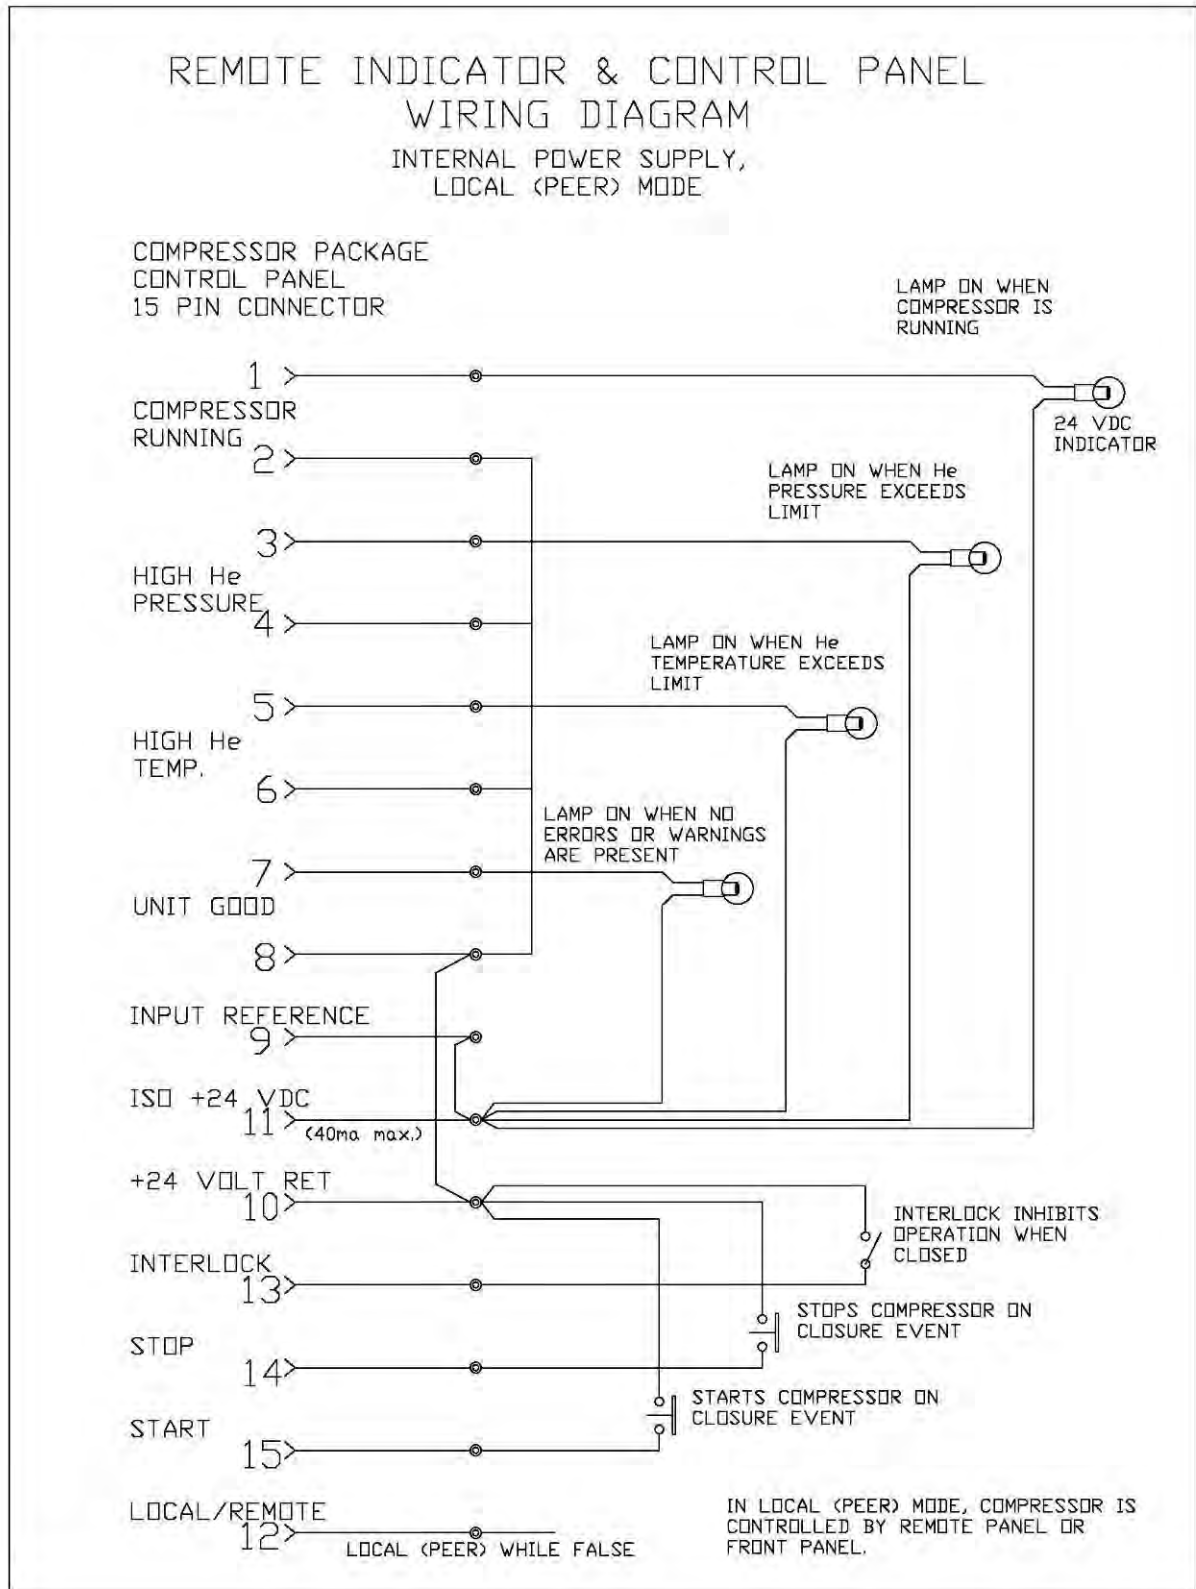 REMOTE INDICATOR & CONTROL PANEL
WIRING DIAGRAM
INTERNAL POWER SUPPLY,
LOCAL (PEER) MODE
COMPRESSOR PACKAGE
CONTROL PANEL
15 PIN CONNECTOR
LAMP ON WHEN
COMPRESSOR IS
RUNNING
1
COMPRESSOR
RUNNING
2
24 VDC
INDICATOR
LAMP ON WHEN He
PRESSURE EXCEEDS
LIMIT
3
HIGH He
PRESSURE
4
LAMP ON WHEN He
TEMPERATURE EXCEEDS
LIMIT
5
HIGH He
TEMP.
6
LAMP ON WHEN NO
ERRORS OR WARNINGS
ARE PRESENT
7
UNIT GOOD
8
INPUT REFERENCE
9
ISO +24 VDC
11 (40ma max.)
+24 VOLT RET
10
INTERLOCK INHIBITS
OPERATION WHEN
CLOSED
INTERLOCK
13
STOPS COMPRESSOR ON
CLOSURE EVENT
STOP
14
STARTS COMPRESSOR ON
CLOSURE EVENT
START
15
LOCAL/REMOTE
12
LOCAL (PEER) WHILE FALSE
IN LOCAL (PEER) MODE, COMPRESSOR IS
CONTROLLED BY REMOTE PANEL OR
FRONT PANEL.